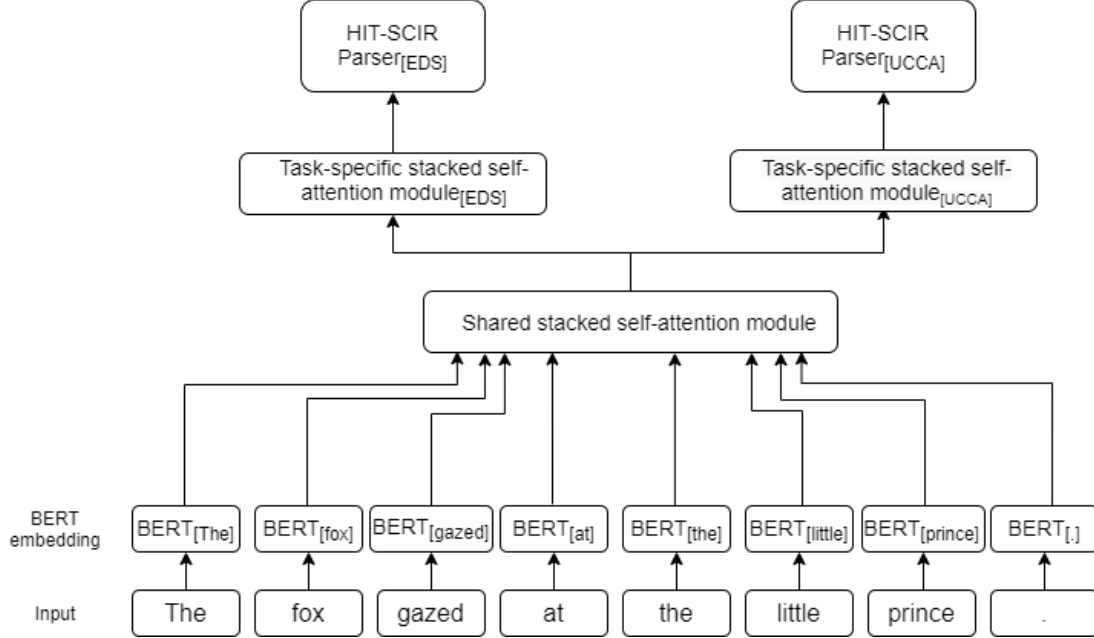 HIT-SCIR
Parser[EDS]
HIT-SCIR
Parser[UCCA]
Task-specific stacked self-
attention module[EDS]
Task-specific stacked self-
attention module[UCCA]
Shared stacked self-attention module
BERT
embedding
BERT[The]
BERT[fox]
BERT[gazed]
BERT[at]
BERT[the]
BERT[little]
BERT[prince]
BERT[.]
Input
The
fox
gazed
at
the
little
prince
.